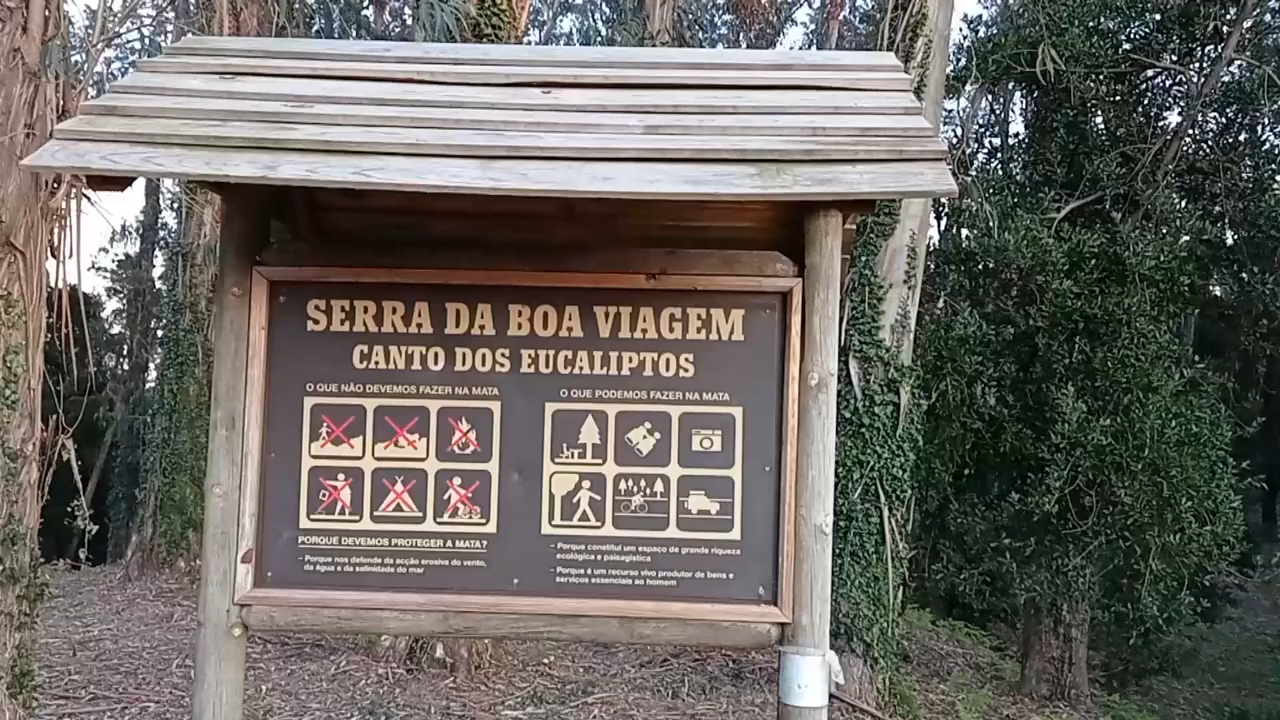 SERRA DA BOA VIAGEM
CANTO DOS EUCALIPTOS
O QUE NÃO DEVEMOS FAZER NA MATA
O QUE PODEMOS FAZER NA MATA
PORQUE DEVEMOS PROTEGER A MATA?
– Porque nos defende da acção erosiva do vento,
da água e da salinidade do mar
– Porque constitui um espaço de grande riqueza
ecológica e paisagística
– Porque é um recurso vivo produtor de bens e
serviços essenciais ao homem